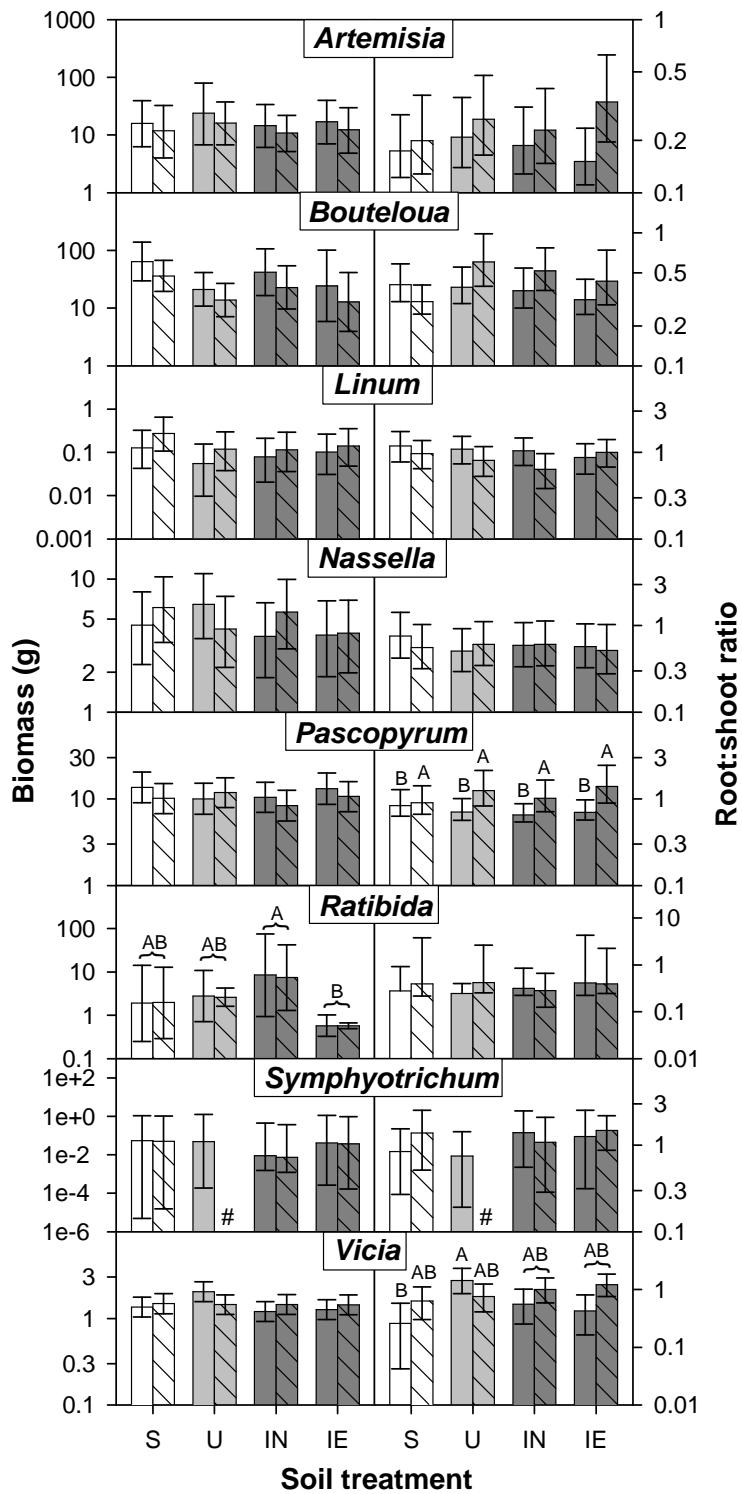 Artemisia
1000
100
10
1
1
0.5
0.2
0.1
Bouteloua
100
10
1
1
0.5
0.2
0.1
Linum
1
0.1
0.01
0.001
3
1
0.3
0.1
Nassella
10
5
2
1
3
1
0.3
0.1
Pascopyrum
30
10
3
1
B A B A B A B A
3
1
0.3
0.1
Ratibida
100
10
1
0.1
AB AB A B
10
1
0.1
0.01
Symphyotrichum
1e+2
1e+0
1e-2
1e-4
1e-6
# #
3
1
0.3
0.1
Vicia
3
1
0.3
0.1
B AB A AB AB AB
1
0.1
0.01
Biomass (g)
Root:shoot ratio
S U IN IE S U IN IE
Soil treatment